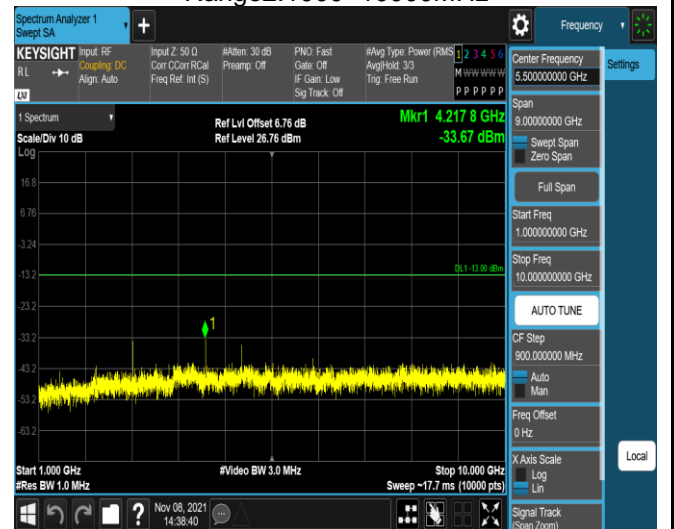 Spectrum Analyzer 1
Swept SA
Frequency
KEYSIGHT
RL
LXI
Input: RF
Coupling: DC
Align: Auto
Input Z: 50 Ω
Corr CCorr RCal
Freq Ref: Int (S)
#Atten: 30 dB
Preamp: Off
PNO: Fast
Gate: Off
IF Gain: Low
Sig Track: Off
#Avg Type: Power (RMS
Avg|Hold: 3/3
Trig: Free Run
1 2 3 4 5 6
M W W W W W
P P P P P P
1 Spectrum
Scale/Div 10 dB
Log
Ref Lvl Offset 6.76 dB
Ref Level 26.76 dBm
Mkr1 4.217 8 GHz
-33.67 dBm
16.8
6.76
-3.24
-13.2
-23.2
-33.2
-43.2
-53.2
-63.2
DL1 -13.00 dBm
1
Start 1.000 GHz
#Res BW 1.0 MHz
#Video BW 3.0 MHz
Stop 10.000 GHz
Sweep ~17.7 ms (10000 pts)
Center Frequency
5.500000000 GHz
Span
9.00000000 GHz
Swept Span
Zero Span
Full Span
Start Freq
1.000000000 GHz
Stop Freq
10.000000000 GHz
AUTO TUNE
CF Step
900.000000 MHz
Auto
Man
Freq Offset
0 Hz
X Axis Scale
Log
Lin
Signal Track
(Span Zoom)
Settings
Local
?
Nov 08, 2021
14:38:40